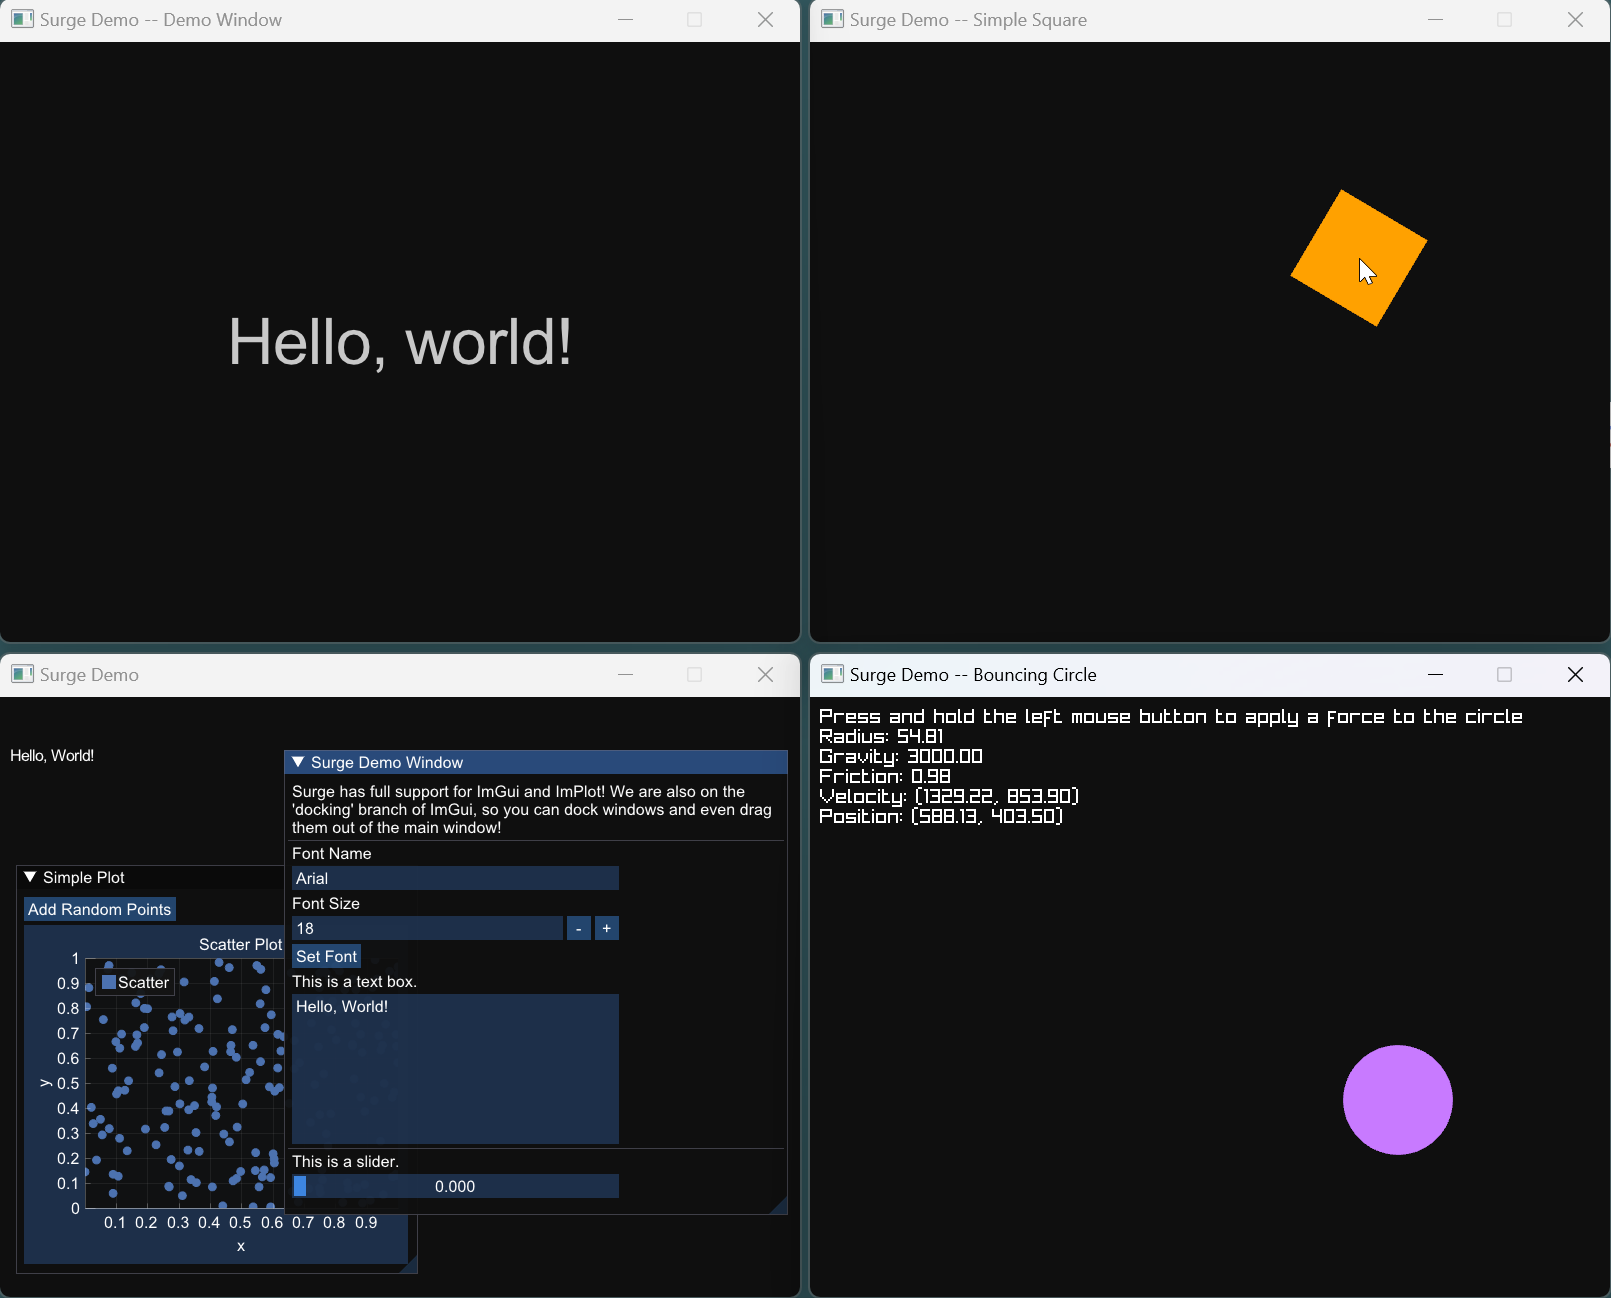 Surge Demo -- Demo Window
Hello, world!
Surge Demo -- Simple Square
Surge Demo
Hello, World!
Simple Plot
Add Random Points
Scatter Plot
Scatter
1
0.9
0.8
0.7
0.6
0.5
0.4
0.3
0.2
0.1
0
y
0.1 0.2 0.3 0.4 0.5 0.6 0.7 0.8 0.9
x
Surge Demo Window
Surge has full support for ImGui and ImPlot! We are also on the
'docking' branch of ImGui, so you can dock windows and even drag
them out of the main window!
Font Name
Arial
Font Size
18
- +
Set Font
This is a text box.
Hello, World!
This is a slider.
0.000
Surge Demo -- Bouncing Circle
Press and hold the left mouse button to apply a force to the circle
Radius: 54.81
Gravity: 3000.00
Friction: 0.98
Velocity: (1329.22, 853.90)
Position: (588.13, 403.50)